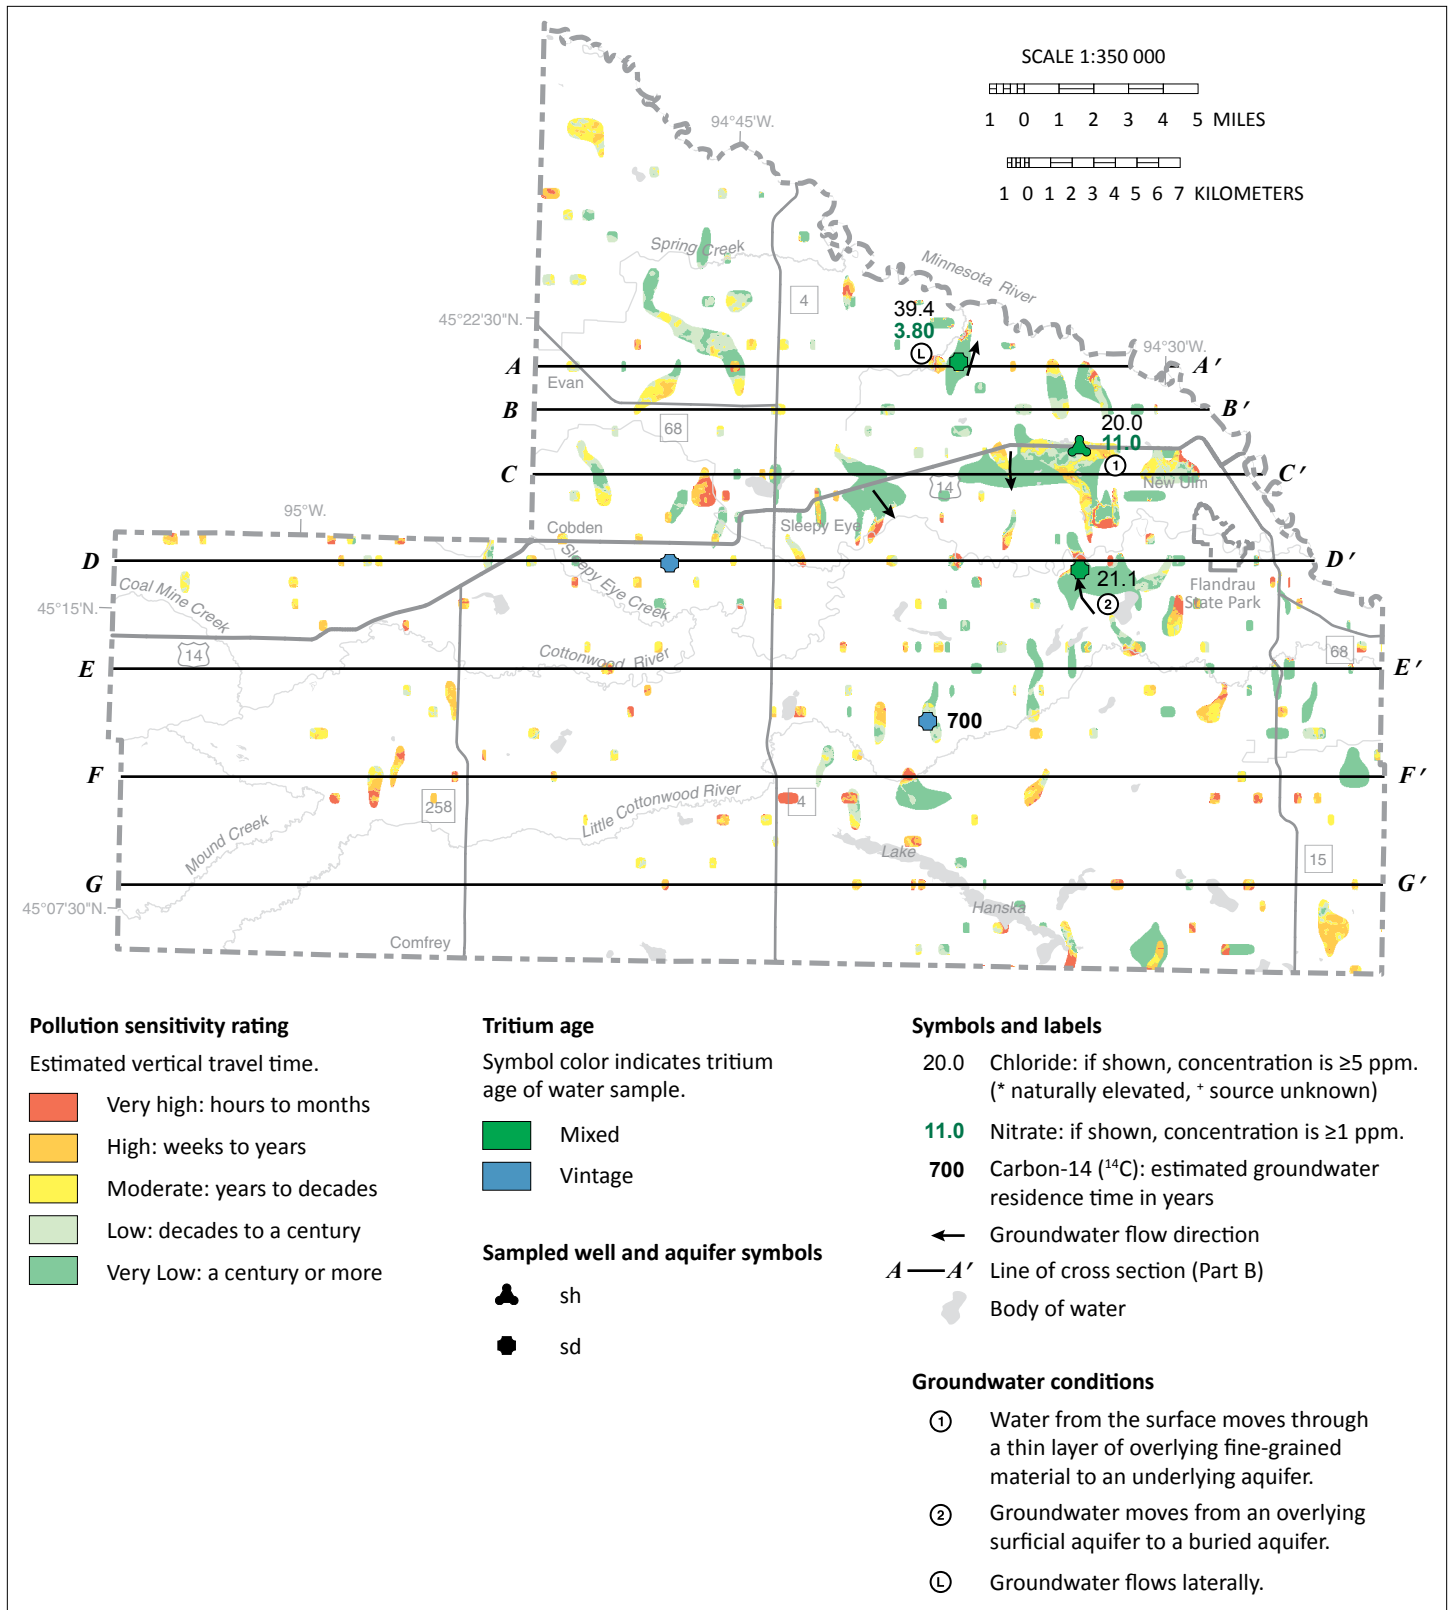 SCALE 1:350 000
1 0 1 2 3 4 5 MILES
1 0 1 2 3 4 5 6 7 KILOMETERS
94°45'W.
Spring Creek
Minnesota River
4
39.4
3.80
L
45°22'30"N.
94°30'W.
A
A′
Evan
B
B′
68
20.0
11.0
1
C
C′
14
New Ulm
95°W.
Cobden
Sleepy Eye
D
D′
Sleepy Eye Creek
21.1
2
Flandrau
State Park
Coal Mine Creek
45°15'N.
14
Cottonwood River
68
E
E′
700
F
F′
258
4
Little Cottonwood River
Mound Creek
Lake
15
G
G′
45°07'30"N.
Hanska
Comfrey
Pollution sensitivity rating
Estimated vertical travel time.
Very high: hours to months
High: weeks to years
Moderate: years to decades
Low: decades to a century
Very Low: a century or more
Tritium age
Symbol color indicates tritium
age of water sample.
Mixed
Vintage
Sampled well and aquifer symbols
sh
sd
Symbols and labels
20.0 Chloride: if shown, concentration is ≥5 ppm.
(* naturally elevated, ⁺ source unknown)
11.0 Nitrate: if shown, concentration is ≥1 ppm.
700 Carbon-14 (¹⁴C): estimated groundwater
residence time in years
Groundwater flow direction
A A′ Line of cross section (Part B)
Body of water
Groundwater conditions
1 Water from the surface moves through
a thin layer of overlying fine-grained
material to an underlying aquifer.
2 Groundwater moves from an overlying
surficial aquifer to a buried aquifer.
L Groundwater flows laterally.